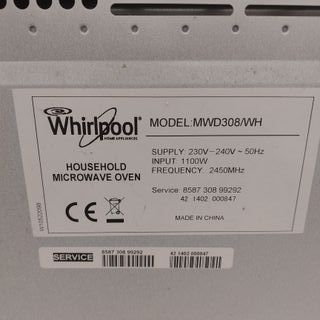 Whirlpool
HOME APPLIANCES
HOUSEHOLD
MICROWAVE OVEN
CE
MODEL:MWD308/WH
SUPPLY: 230V~240V ~ 50Hz
INPUT: 1100W
FREQUENCY: 2450MHz
Service: 8587 308 99292
42 1402 000847
MADE IN CHINA
SERVICE
8587 308 99292
42 1402 000847